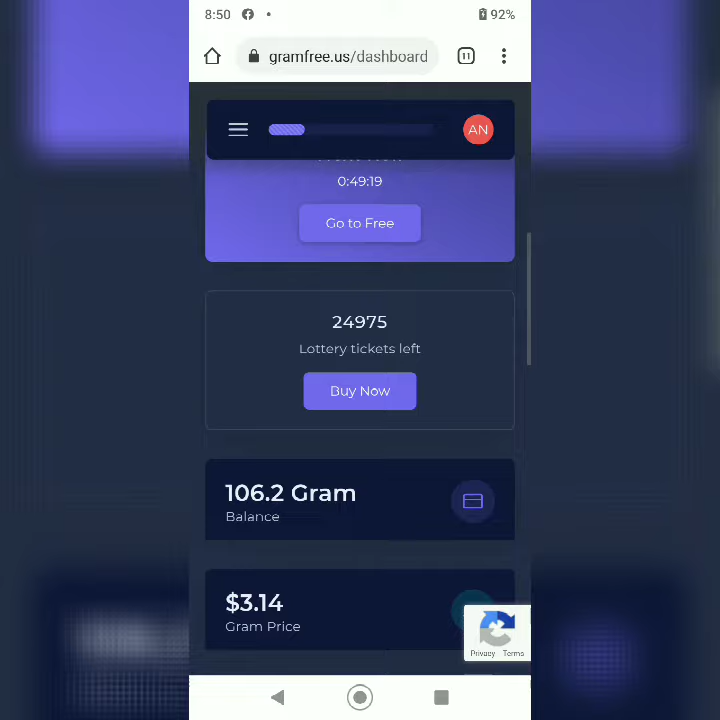 8:50
92%
gramfree.us/dashboard
11
AN
0:49:19
Go to Free
24975
Lottery tickets left
Buy Now
106.2 Gram
Balance
$3.14
Gram Price
Privacy - Terms